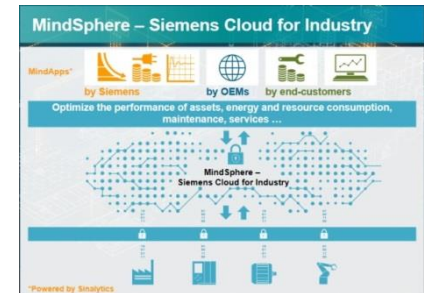 MindSphere – Siemens Cloud for Industry
MindApps*
by Siemens
by OEMs
by end-customers
Optimize the performance of assets, energy and resource consumption,
maintenance, services ...
MindSphere –
Siemens Cloud for Industry
*Powered by Sinalytics